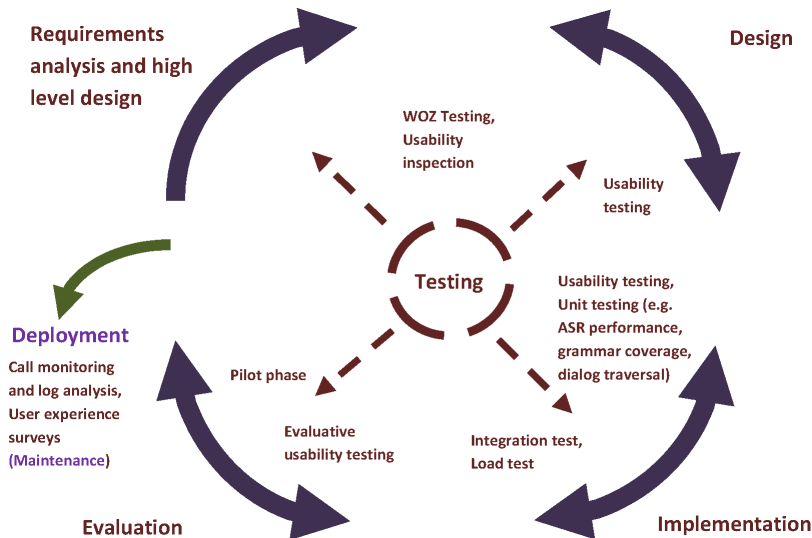 Requirements
analysis and high
level design
Design
WOZ Testing,
Usability
inspection
Usability
testing
Testing
Usability testing,
Unit testing (e.g.
ASR performance,
grammar coverage,
dialog traversal)
Deployment
Call monitoring
and log analysis,
User experience
surveys
(Maintenance)
Pilot phase
Evaluative
usability testing
Integration test,
Load test
Evaluation
Implementation